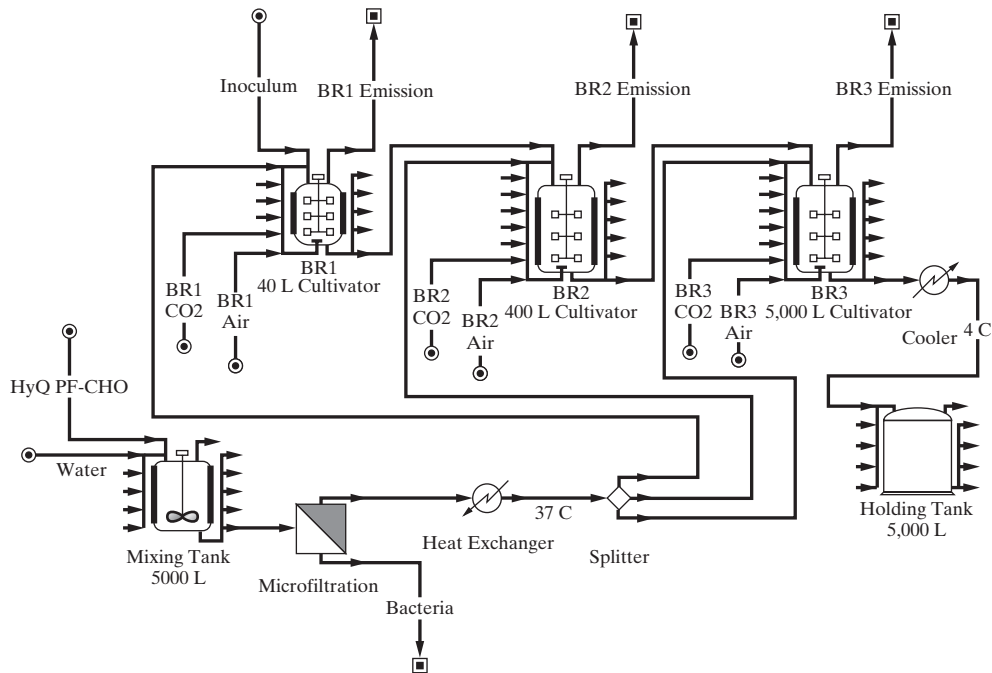 Inoculum
BR1 Emission
BR2 Emission
BR3 Emission
BR1
40 L Cultivator
BR2
400 L Cultivator
BR3
5,000 L Cultivator
BR1
CO2
BR1
Air
BR2
CO2
BR2
Air
BR3
CO2
BR3
Air
Cooler
4 C
HyQ PF-CHO
Water
Mixing Tank
5000 L
Microfiltration
Bacteria
Heat Exchanger
37 C
Splitter
Holding Tank
5,000 L